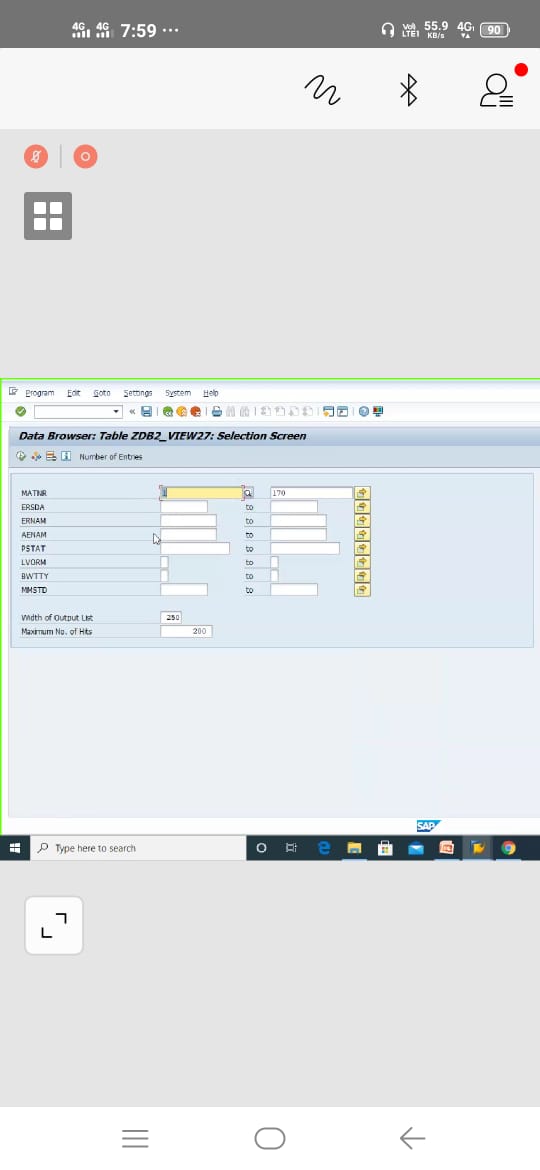 4G 4G 7:59 ... VoI LTE1 55.9 KB/s 4G 90
Program Edit Goto Settings System Help
Data Browser: Table ZDB2_VIEW27: Selection Screen
Number of Entries
MATNR 1 170
ERSDA to
ERNAM to
AENAM to
PSTAT to
LVORM to
BWTTY to
MMSTD to
Width of Output List 250
Maximum No. of Hits 200
SAP
Type here to search